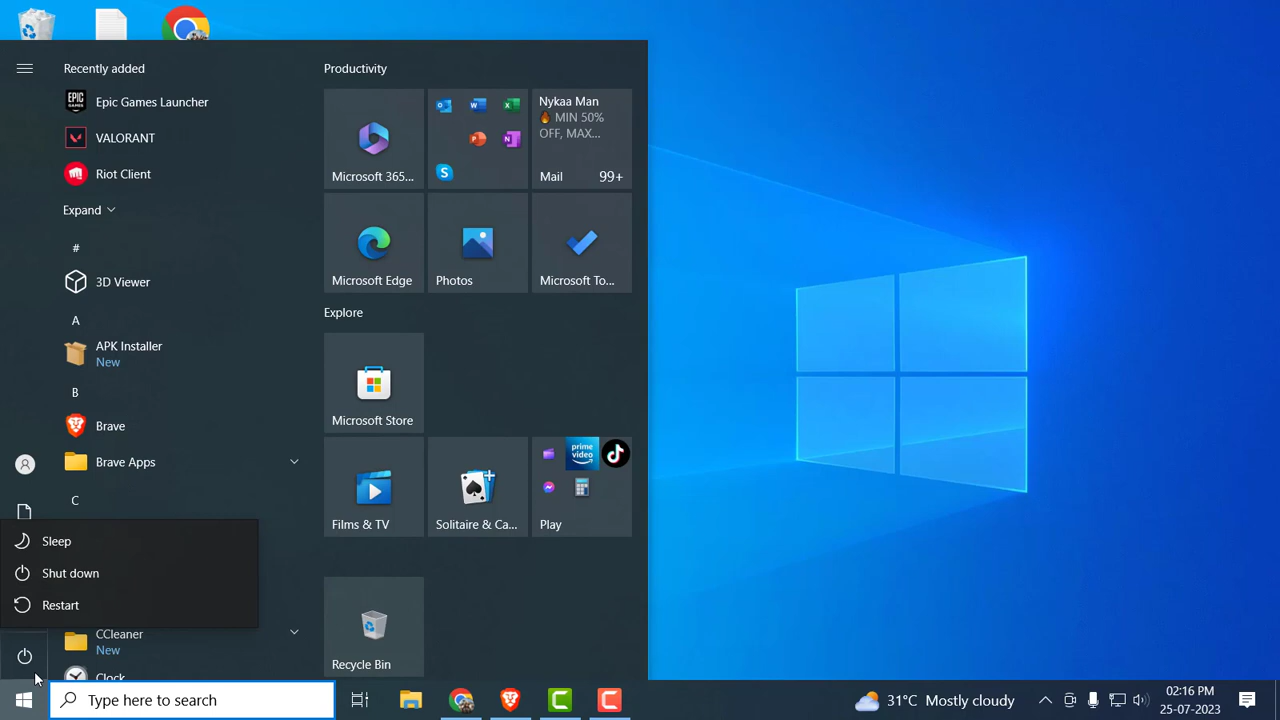 Recently added
EPIC GAMES
Epic Games Launcher
VALORANT
Riot Client
Expand
#
3D Viewer
A
APK Installer
New
B
Brave
Brave Apps
C
Sleep
Shut down
Restart
CCleaner
New
Clock
Productivity
Microsoft 365...
Nykaa Man
MIN 50%
OFF, MAX...
Mail 99+
Microsoft Edge
Photos
Microsoft To...
Explore
Microsoft Store
prime video
Films & TV
Solitaire & Ca...
Play
Recycle Bin
Type here to search
31°C Mostly cloudy
02:16 PM
25-07-2023